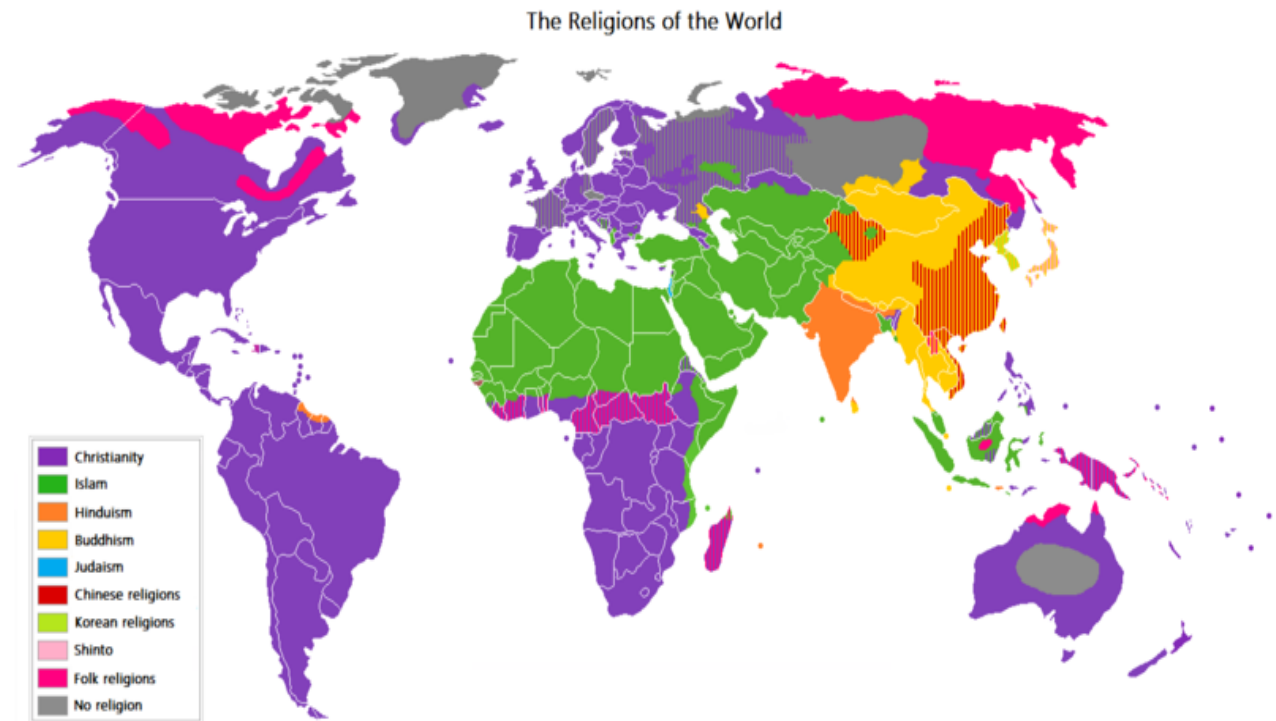 The Religions of the World
Christianity
Islam
Hinduism
Buddhism
Judaism
Chinese religions
Korean religions
Shinto
Folk religions
No religion